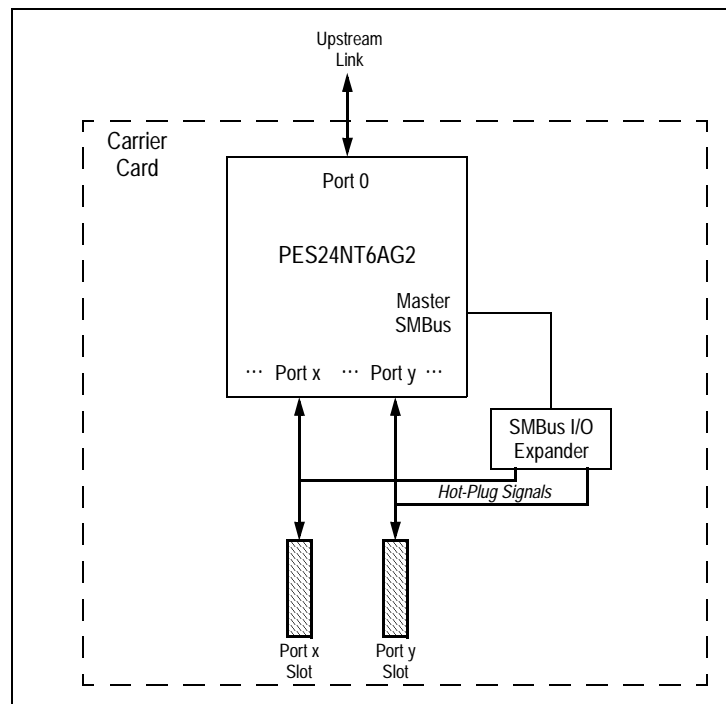 Upstream
Link
Carrier
Card
Port 0
PES24NT6AG2
Master
SMBus
··· Port x ··· Port y ···
SMBus I/O
Expander
Hot-Plug Signals
Port x
Slot
Port y
Slot